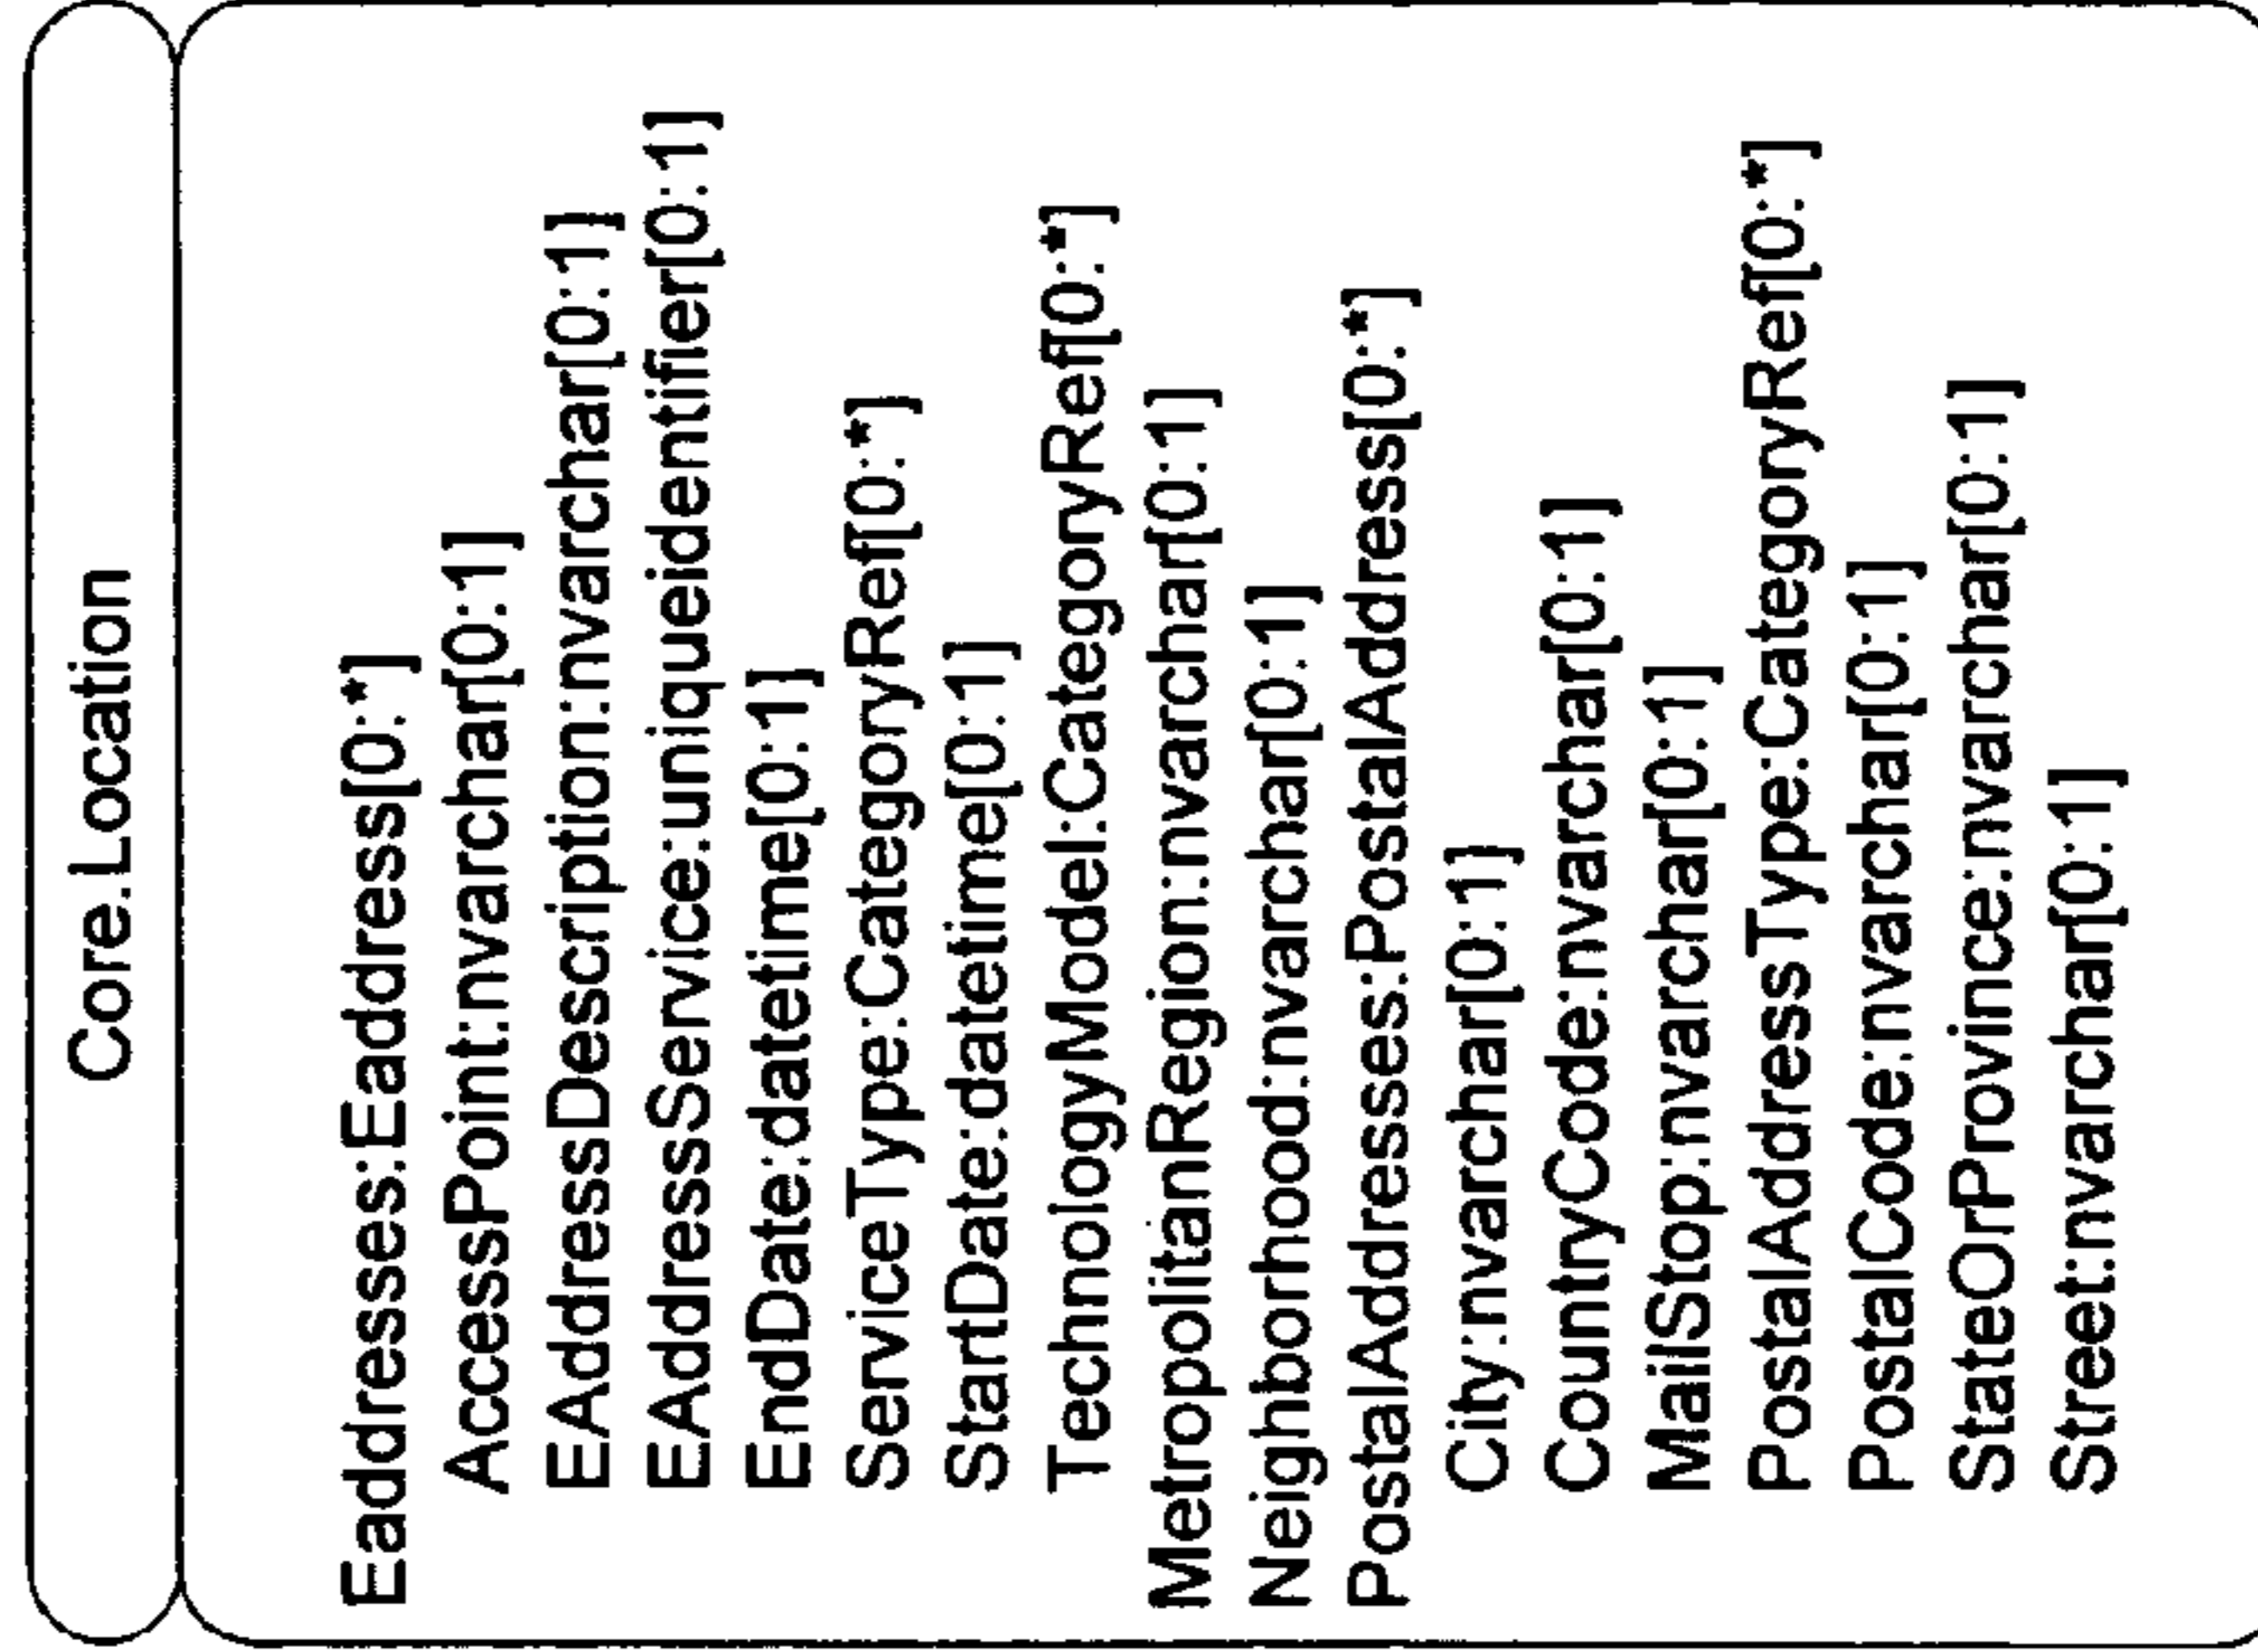 Core.Location
Eaddresses:Eaddress[0:*]
AccessPoint:nvarchar[0:1]
EAddressDescription:nvarchar[0:1]
EAddressService:uniqueidentifier[0:1]
EndDate:datetime[0:1]
ServiceType:CategoryRef[0:*]
StartDate:datetime[0:1]
TechnologyModel:CategoryRef[0:*]
MetropolitanRegion:nvarchar[0:1]
Neighborhood:nvarchar[0:1]
PostalAddresses:PostalAddress[0:*]
City:nvarchar[0:1]
CountryCode:nvarchar[0:1]
MailStop:nvarchar[0:1]
PostalAddressType:CategoryRef[0:*]
PostalCode:nvarchar[0:1]
StateOrProvince:nvarchar[0:1]
Street:nvarchar[0:1]